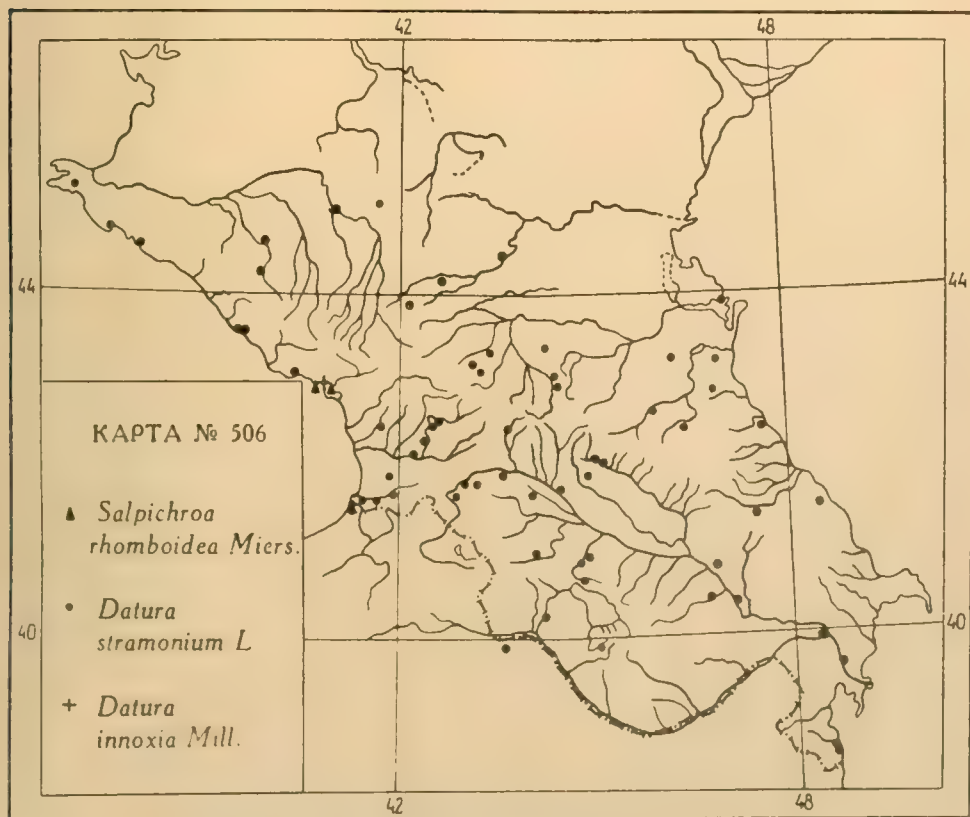 42 48
44 44
КАРТА № 506
Salpichroa
rhomboidea Miers.
Datura
stramonium L
Datura
innoxia Mill.
40 40
42 48